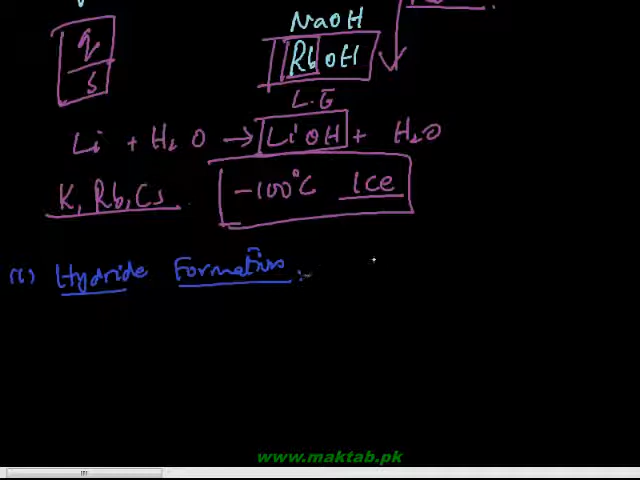 NaOH
q
RbOH
s
L.E
Li + H₂O → LiOH + H₂O
K, Rb, Cs -100°C Ice
Hydride Formation :-
www.maktab.pk